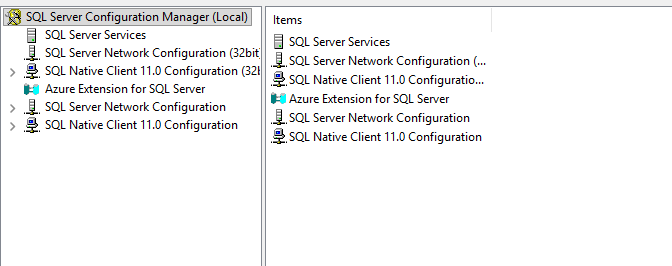 SQL Server Configuration Manager (Local)
SQL Server Services
SQL Server Network Configuration (32bit
SQL Native Client 11.0 Configuration (32b
Azure Extension for SQL Server
SQL Server Network Configuration
SQL Native Client 11.0 Configuration
Items
SQL Server Services
SQL Server Network Configuration (...
SQL Native Client 11.0 Configuratio...
Azure Extension for SQL Server
SQL Server Network Configuration
SQL Native Client 11.0 Configuration